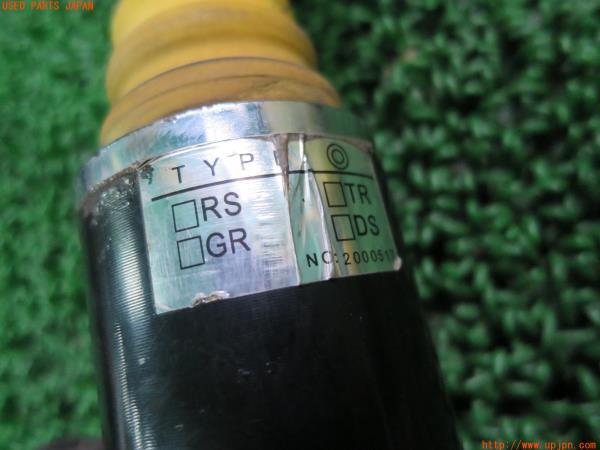 USED PARTS JAPAN
TYPE ◎
□RS □TR
□GR □DS
NO:200051
http://www.upjpn.com/